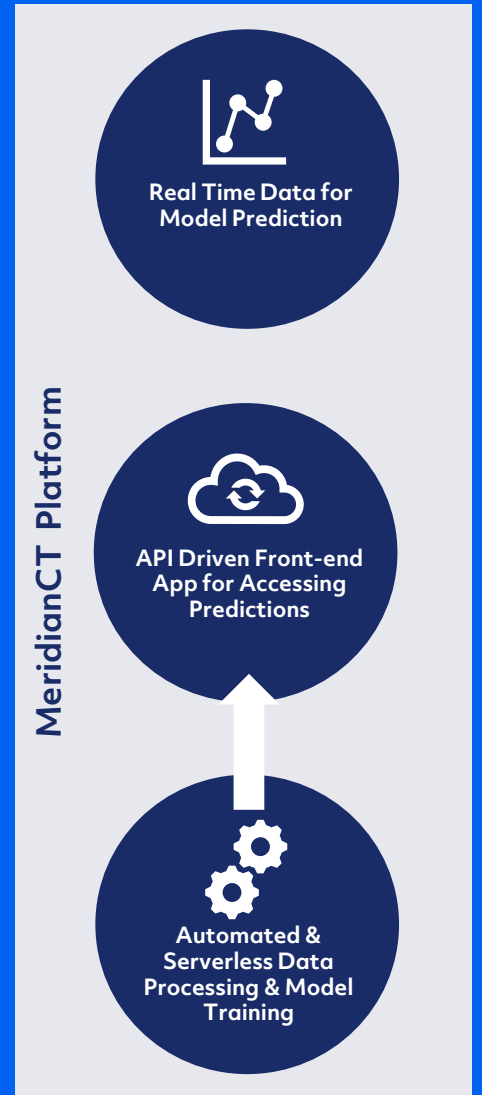 Real Time Data for
Model Prediction
MeridianCT Platform
API Driven Front-end
App for Accessing
Predictions
Automated &
Serverless Data
Processing & Model
Training